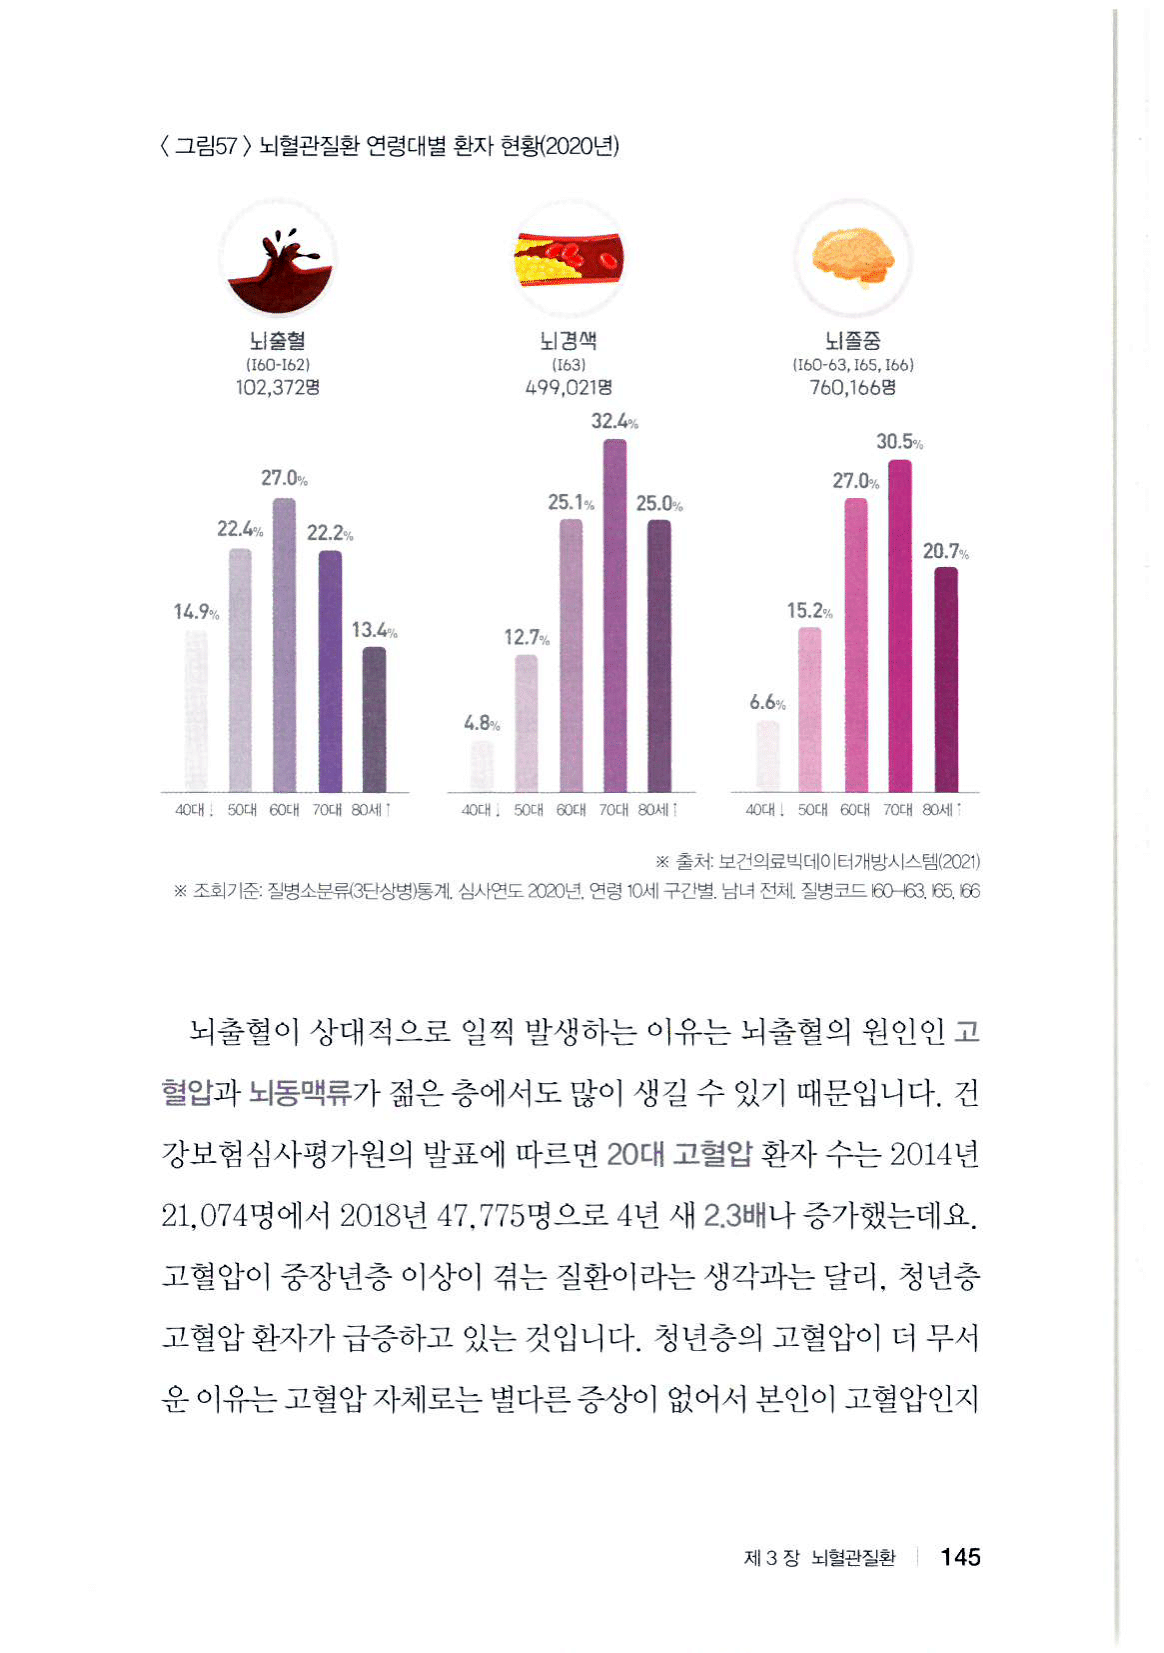 〈 그림57 〉 뇌혈관질환 연령대별 환자 현황(2020년)
뇌출혈
(I60-I62)
102,372명
27.0%
22.4%
22.2%
14.9%
13.4%
40대↓ 50대 60대 70대 80세↑
뇌경색
(I63)
499,021명
32.4%
25.1%
25.0%
12.7%
4.8%
40대↓ 50대 60대 70대 80세↑
뇌졸중
(I60-63, I65, I66)
760,166명
30.5%
27.0%
20.7%
15.2%
6.6%
40대↓ 50대 60대 70대 80세↑
※ 출처: 보건의료빅데이터개방시스템(2021)
※ 조회기준: 질병소분류(3단상병)통계, 심사연도 2020년, 연령 10세 구간별, 남녀 전체, 질병코드 I60-I63, I65, I66
뇌출혈이 상대적으로 일찍 발생하는 이유는 뇌출혈의 원인인 고
혈압과 뇌동맥류가 젊은 층에서도 많이 생길 수 있기 때문입니다. 건
강보험심사평가원의 발표에 따르면 20대 고혈압 환자 수는 2014년
21,074명에서 2018년 47,775명으로 4년 새 2.3배나 증가했는데요.
고혈압이 중장년층 이상이 겪는 질환이라는 생각과는 달리, 청년층
고혈압 환자가 급증하고 있는 것입니다. 청년층의 고혈압이 더 무서
운 이유는 고혈압 자체로는 별다른 증상이 없어서 본인이 고혈압인지
제 3 장 뇌혈관질환 | 145